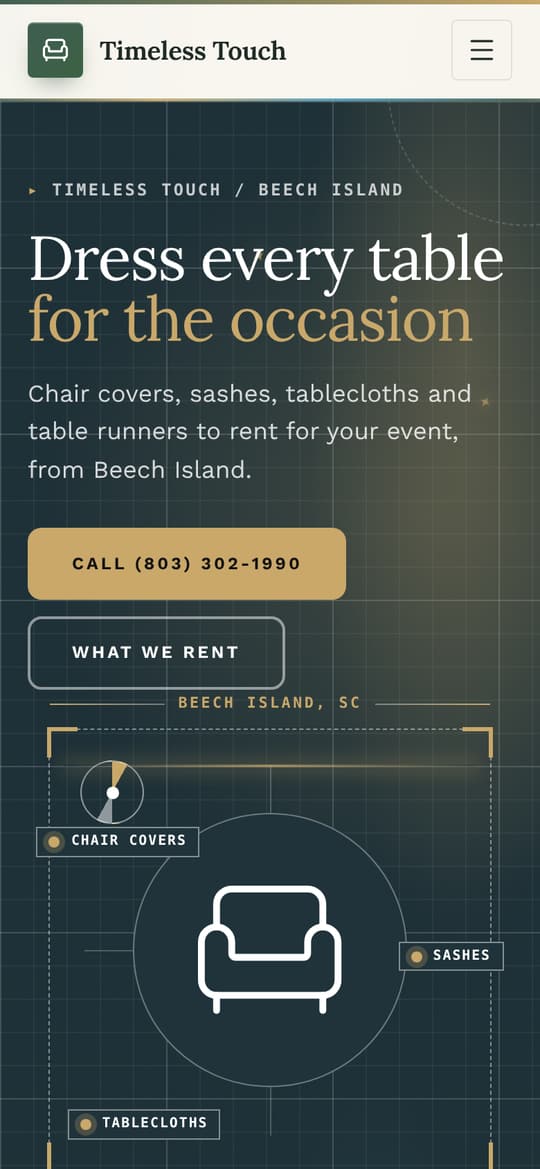 Timeless Touch
TIMELESS TOUCH / BEECH ISLAND
Dress every table
for the occasion
Chair covers, sashes, tablecloths and
table runners to rent for your event,
from Beech Island.
CALL (803) 302-1990
WHAT WE RENT
BEECH ISLAND, SC
CHAIR COVERS
SASHES
TABLECLOTHS